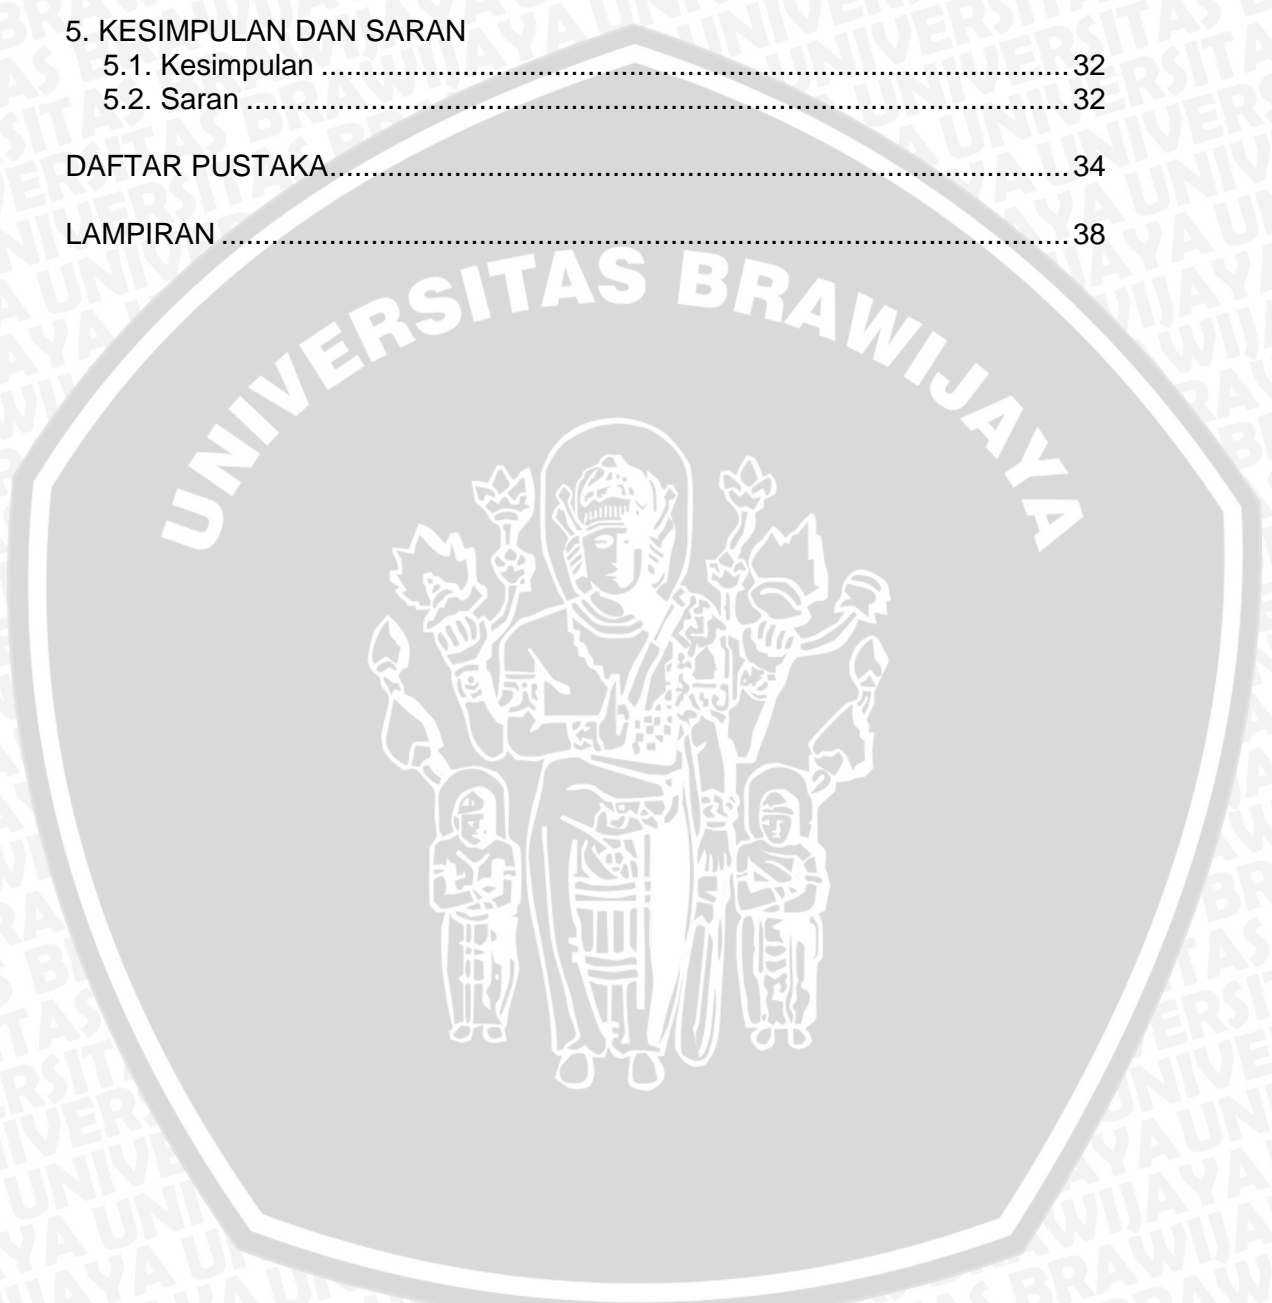 5. KESIMPULAN DAN SARAN
5.1. Kesimpulan ........................................................................................ 32
5.2. Saran ................................................................................................. 32
DAFTAR PUSTAKA....................................................................................... 34
LAMPIRAN .................................................................................................... 38
UNIVERSITAS BRAWIJAYA